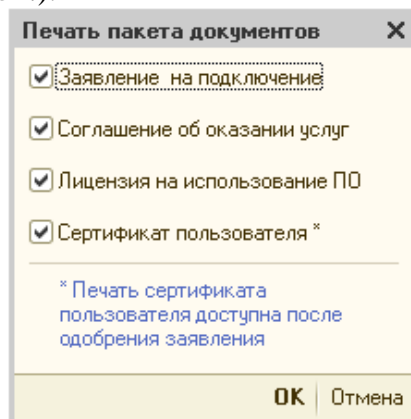 Печать пакета документов
Заявление на подключение
Соглашение об оказании услуг
Лицензия на использование ПО
Сертификат пользователя *
* Печать сертификата
пользователя доступна после
одобрения заявления
OK Отмена